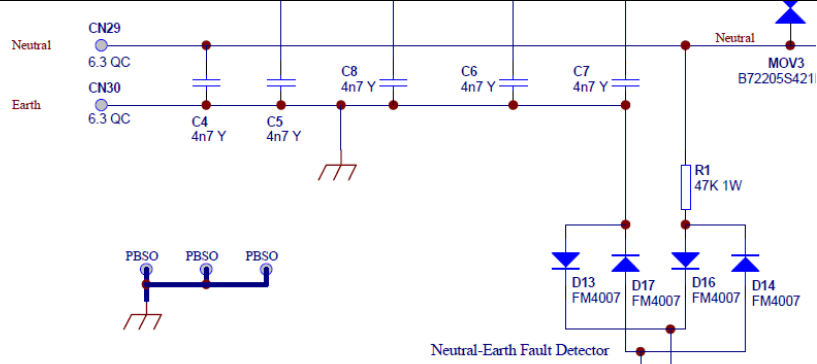 CN29
Neutral
6.3 QC
Neutral
MOV3
B72205S421
C8
4n7 Y
C6
4n7 Y
C7
4n7 Y
CN30
Earth
6.3 QC
C4
4n7 Y
C5
4n7 Y
R1
47K 1W
PBSO PBSO PBSO
D13
FM4007
D17
FM4007
D16
FM4007
D14
FM4007
Neutral-Earth Fault Detector